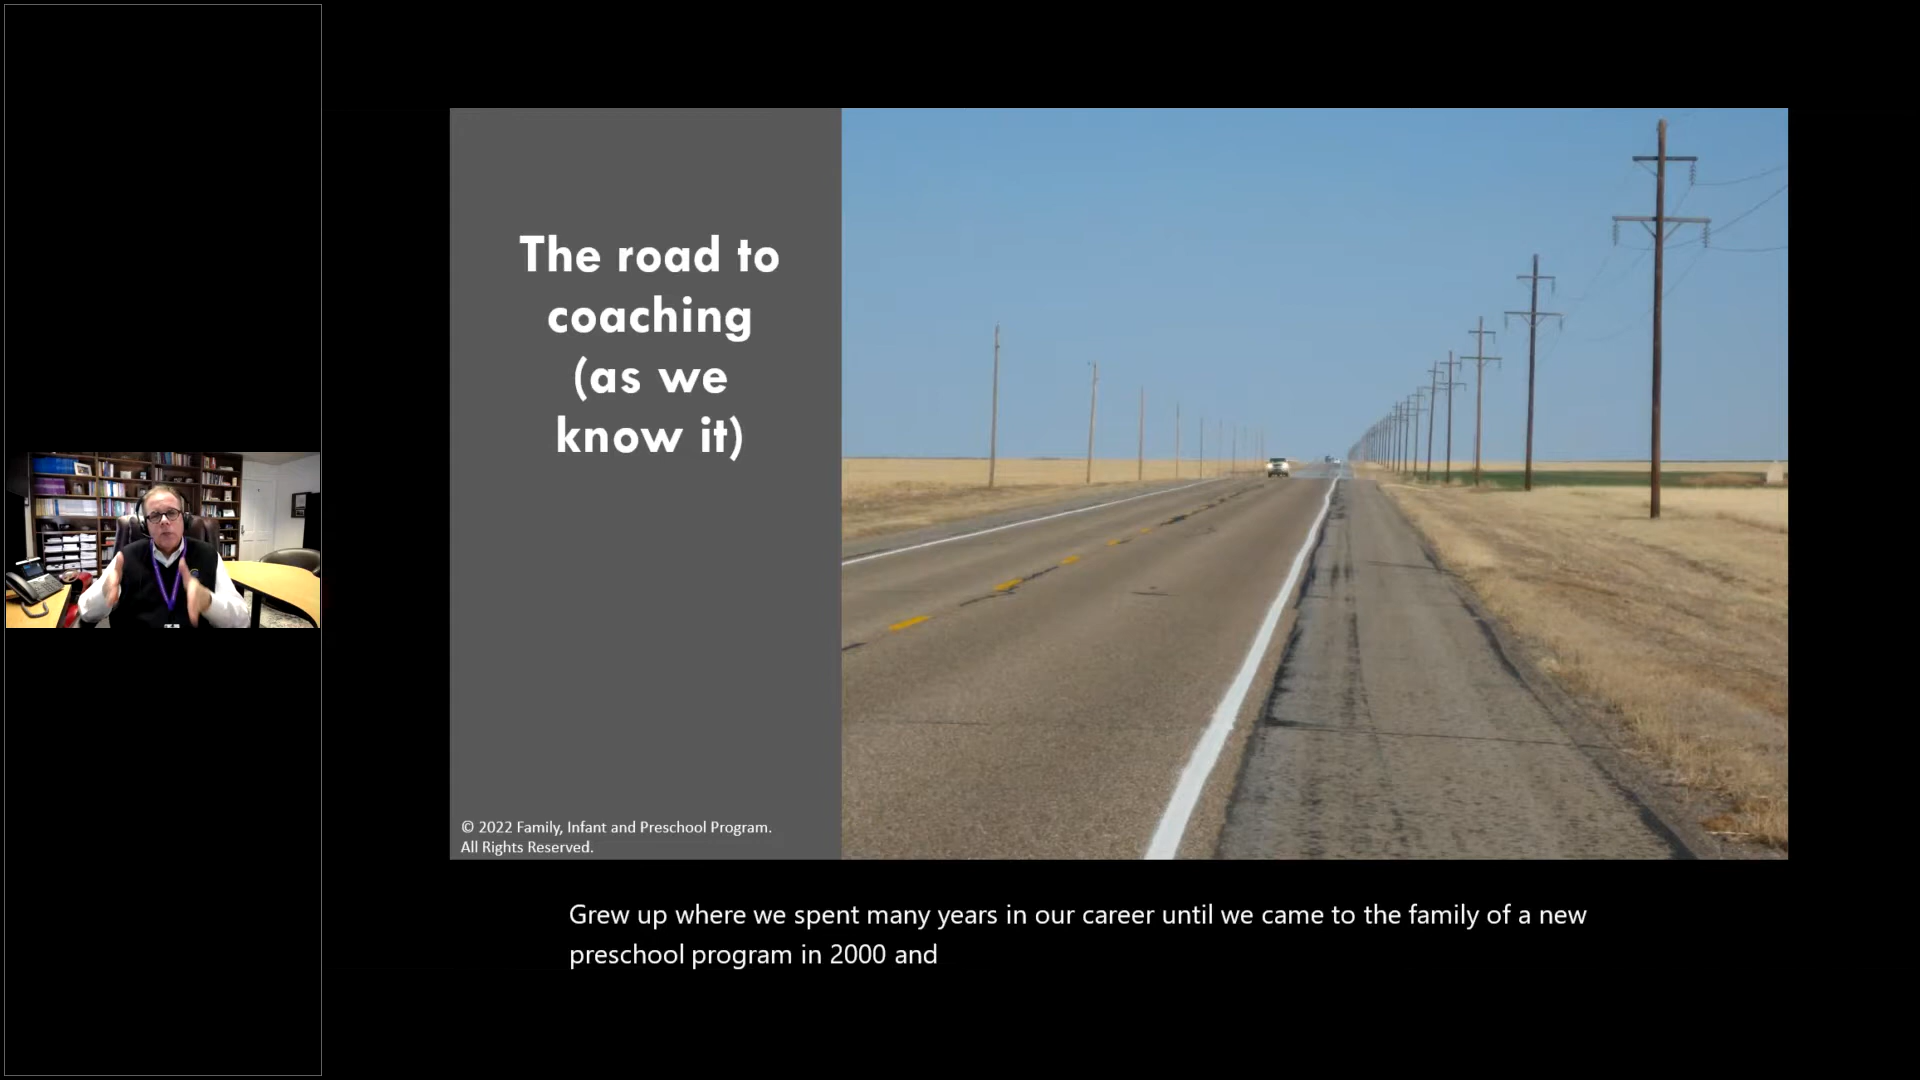 The road to
coaching
(as we
know it)
© 2022 Family, Infant and Preschool Program.
All Rights Reserved.
Grew up where we spent many years in our career until we came to the family of a new
preschool program in 2000 and